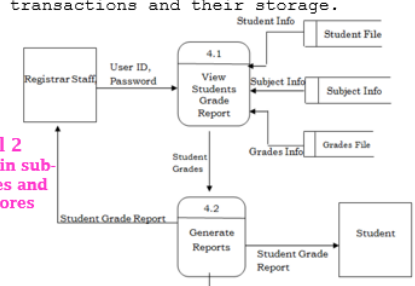 transactions and their storage.
Student Info
Student File
4.1
User ID,
Password
Registrar Staff
View
Students
Grade
Report
Subject Info
Subject Info
Grades Info
Grades File
l 2
in sub-
es and
ores
Student
Grades
4.2
Student Grade Report
Generate
Reports
Student
Student Grade
Report